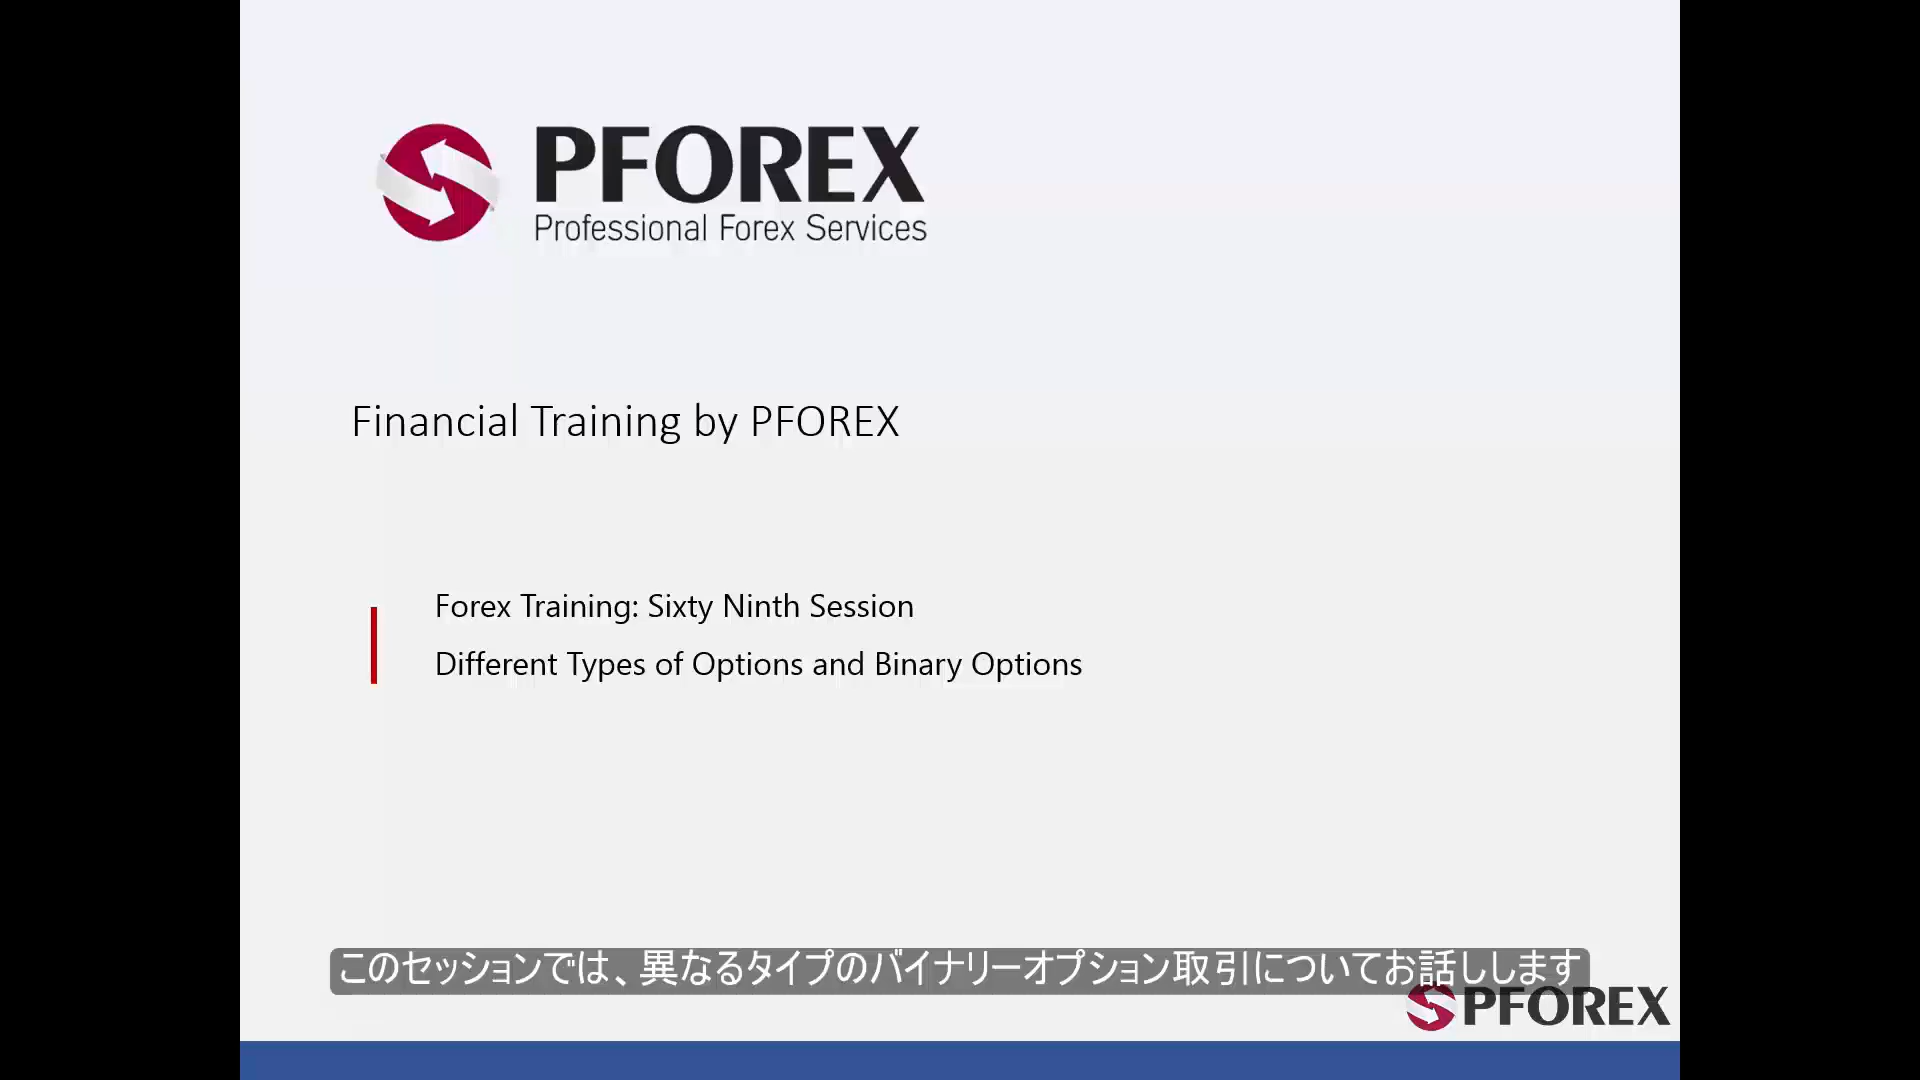 PFOREX
Professional Forex Services
Financial Training by PFOREX
Forex Training: Sixty Ninth Session
Different Types of Options and Binary Options
このセッションでは、異なるタイプのバイナリーオプション取引についてお話しします
PFOREX